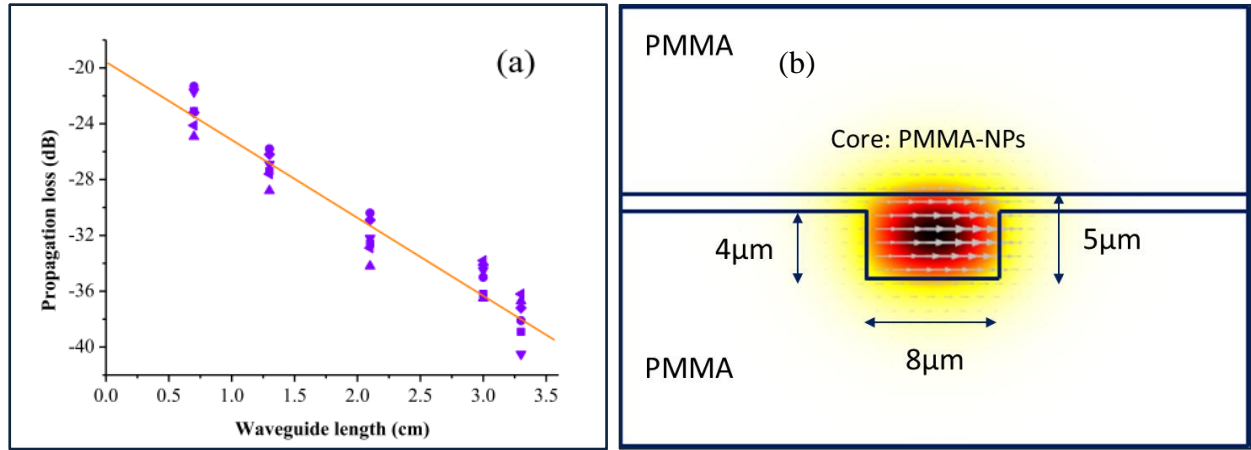 (a)
Propagation loss (dB)
-20
-24
-28
-32
-36
-40
0.0 0.5 1.0 1.5 2.0 2.5 3.0 3.5
Waveguide length (cm)
PMMA
(b)
Core: PMMA-NPs
4μm
5μm
8μm
PMMA